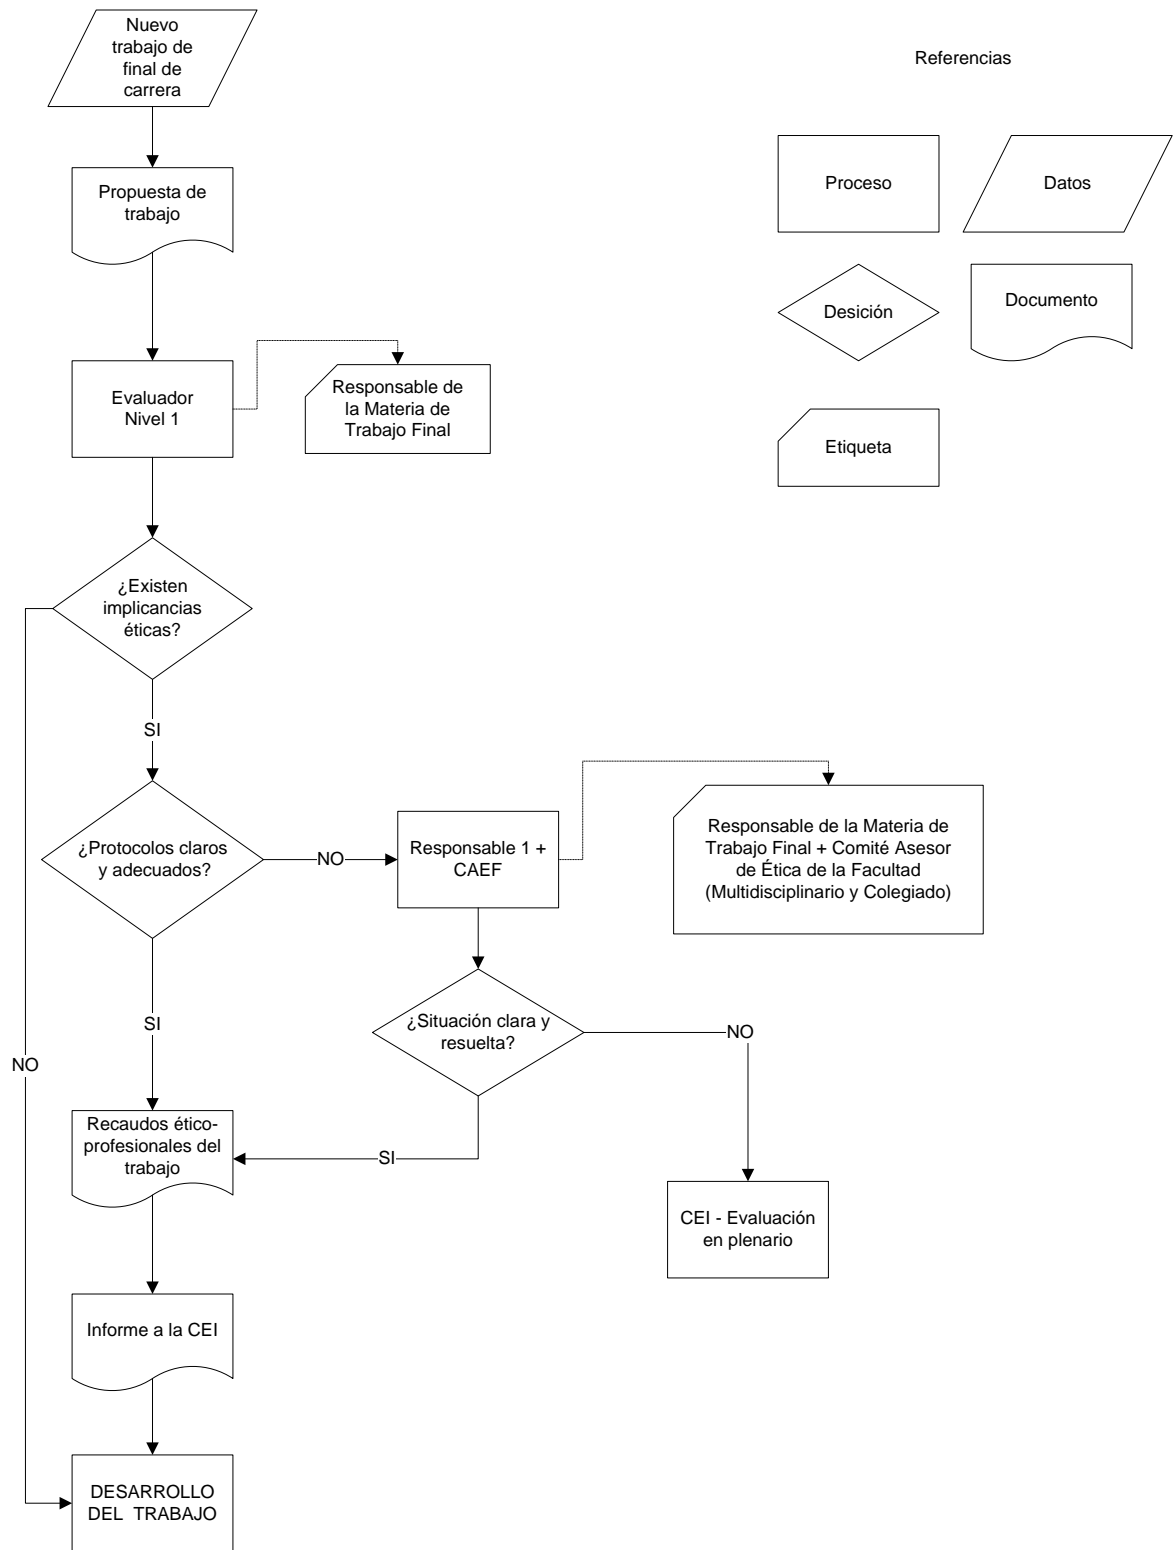 Nuevo
trabajo de
final de
carrera
Referencias
Proceso
Datos
Propuesta de
trabajo
Desición
Documento
Evaluador
Nivel 1
Responsable de
la Materia de
Trabajo Final
Etiqueta
¿Existen
implicancias
éticas?
SI
¿Protocolos claros
y adecuados?
NO
Responsable 1 +
CAEF
Responsable de la Materia de
Trabajo Final + Comité Asesor
de Ética de la Facultad
(Multidisciplinario y Colegiado)
SI
¿Situación clara y
resuelta?
NO
NO
Recaudos ético-
profesionales del
trabajo
SI
CEI - Evaluación
en plenario
Informe a la CEI
DESARROLLO
DEL TRABAJO